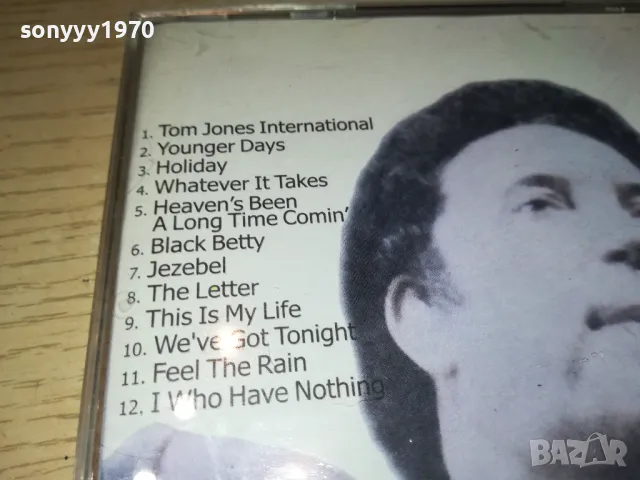 sonyyy1970
1. Tom Jones International
2. Younger Days
3. Holiday
4. Whatever It Takes
5. Heaven's Been
A Long Time Comin'
6. Black Betty
7. Jezebel
8. The Letter
9. This Is My Life
10. We've Got Tonight
11. Feel The Rain
12. I Who Have Nothing
BAZAR